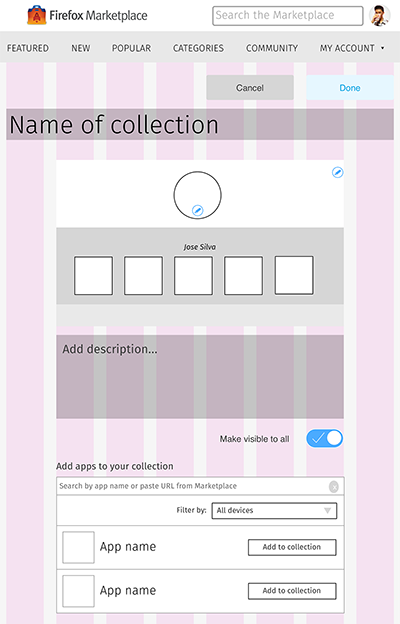 Firefox Marketplace
Search the Marketplace
FEATURED NEW POPULAR CATEGORIES COMMUNITY MY ACCOUNT
Cancel Done
Name of collection
Jose Silva
Add description...
Make visible to all
Add apps to your collection
Search by app name or paste URL from Marketplace
Filter by: All devices
App name Add to collection
App name Add to collection